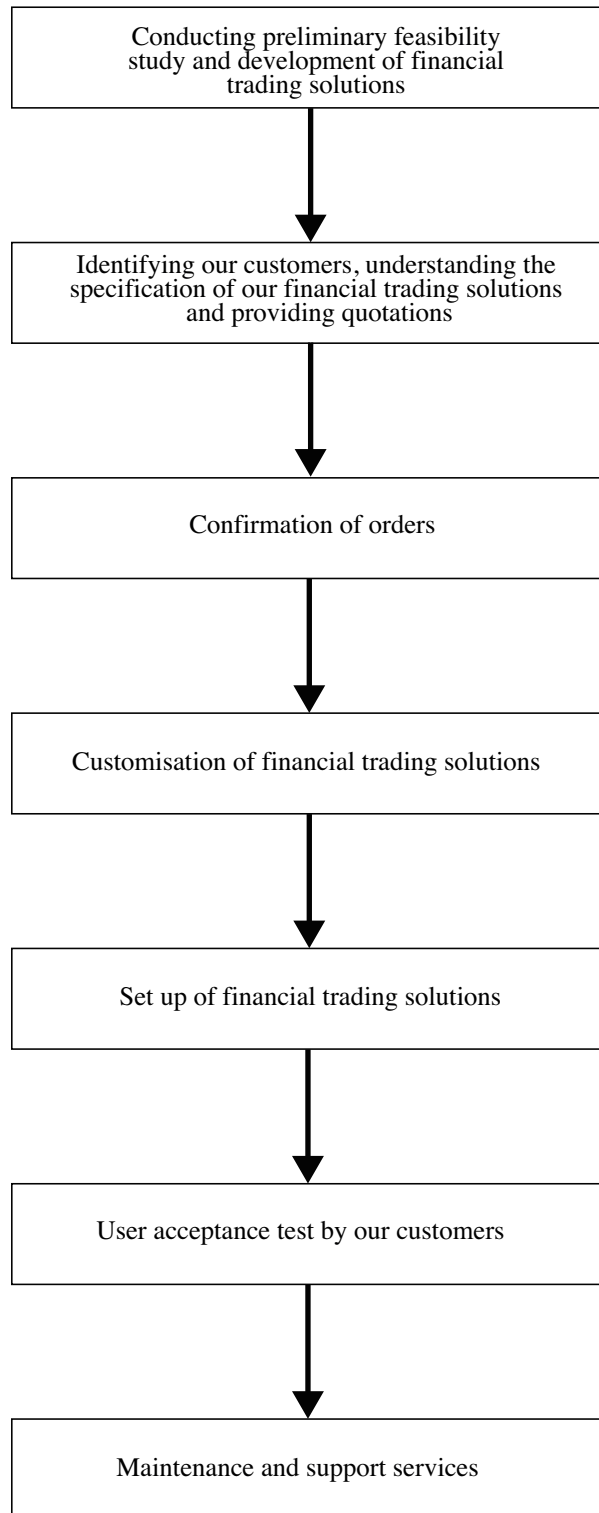 Conducting preliminary feasibility
study and development of financial
trading solutions
Identifying our customers, understanding the
specification of our financial trading solutions
and providing quotations
Confirmation of orders
Customisation of financial trading solutions
Set up of financial trading solutions
User acceptance test by our customers
Maintenance and support services